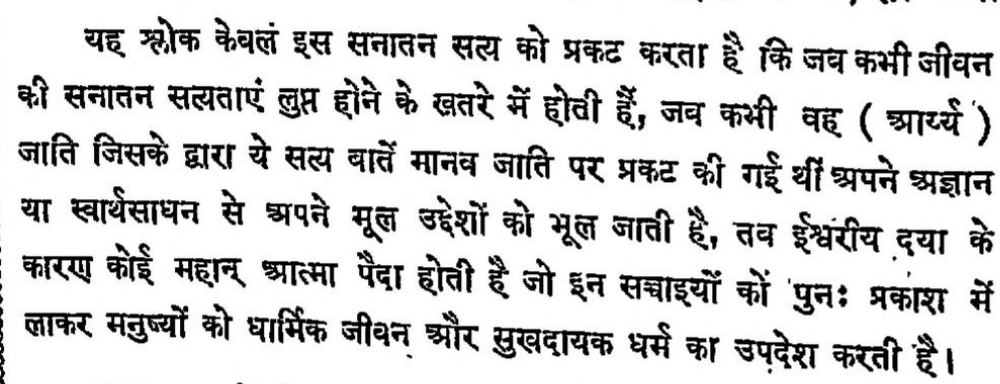 यह श्लोक केवल इस सनातन सत्य को प्रकट करता है कि जब कभी जीवन
की सनातन सत्यताएं लुप्त होने के खतरे में होती हैं, जब कभी वह ( आर्य्य )
जाति जिसके द्वारा ये सत्य बातें मानव जाति पर प्रकट की गई थीं अपने अज्ञान
या स्वार्थसाधन से अपने मूल उद्देशों को भूल जाती है, तब ईश्वरीय दया के
कारण कोई महान् आत्मा पैदा होती है जो इन सच्चाइयों को पुनः प्रकाश में
लाकर मनुष्यों को धार्मिक जीवन और सुखदायक धर्म का उपदेश करती है।